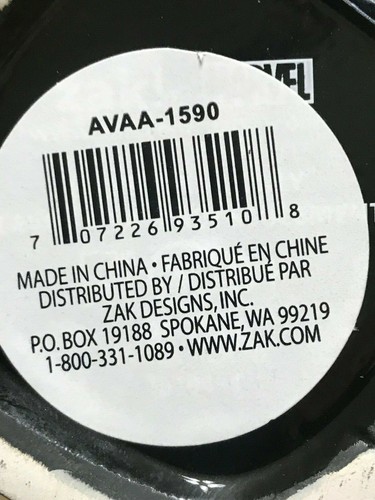 MARVEL
AVAA-1590
7 07226 93510 8
MADE IN CHINA • FABRIQUÉ EN CHINE
DISTRIBUTED BY / DISTRIBUÉ PAR
ZAK DESIGNS, INC.
P.O. BOX 19188 SPOKANE, WA 99219
1-800-331-1089 • WWW.ZAK.COM